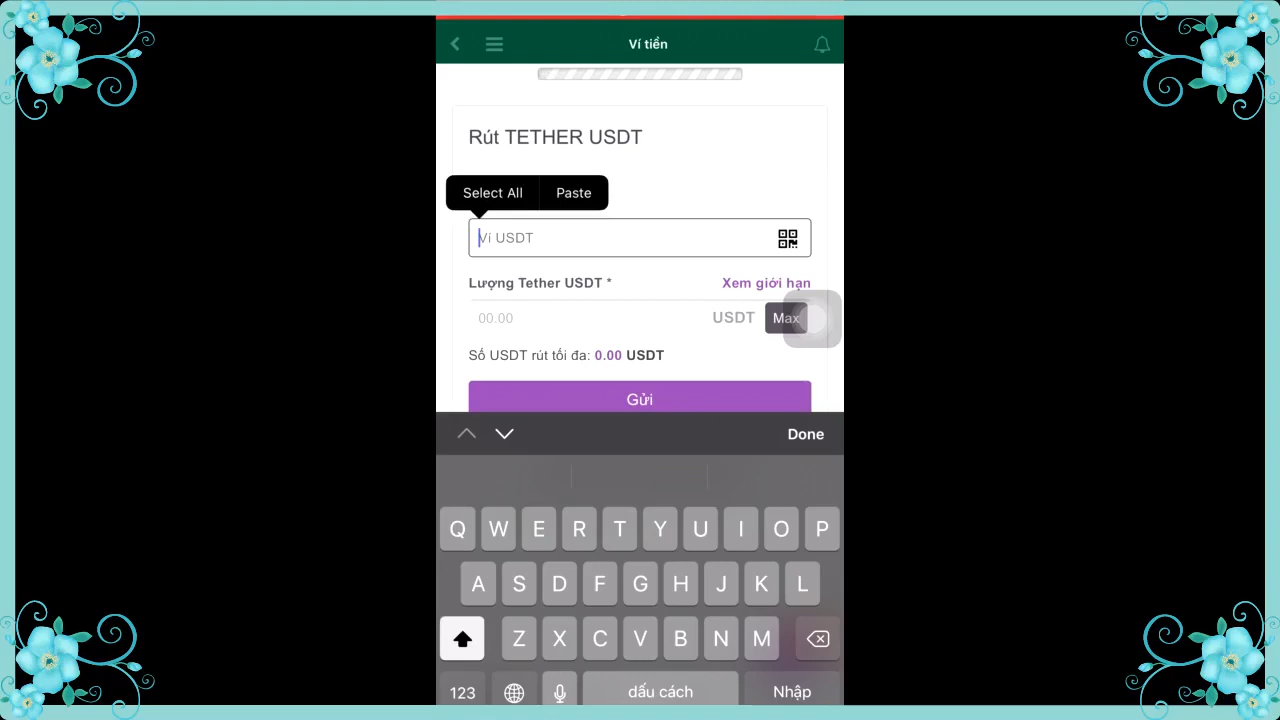 Ví tiền
Rút TETHER USDT
Select All Paste
Ví USDT
Lượng Tether USDT * Xem giới hạn
00.00 USDT Max
Số USDT rút tối đa: 0.00 USDT
Gửi
Done
Q W E R T Y U I O P
A S D F G H J K L
Z X C V B N M
123 dấu cách Nhập